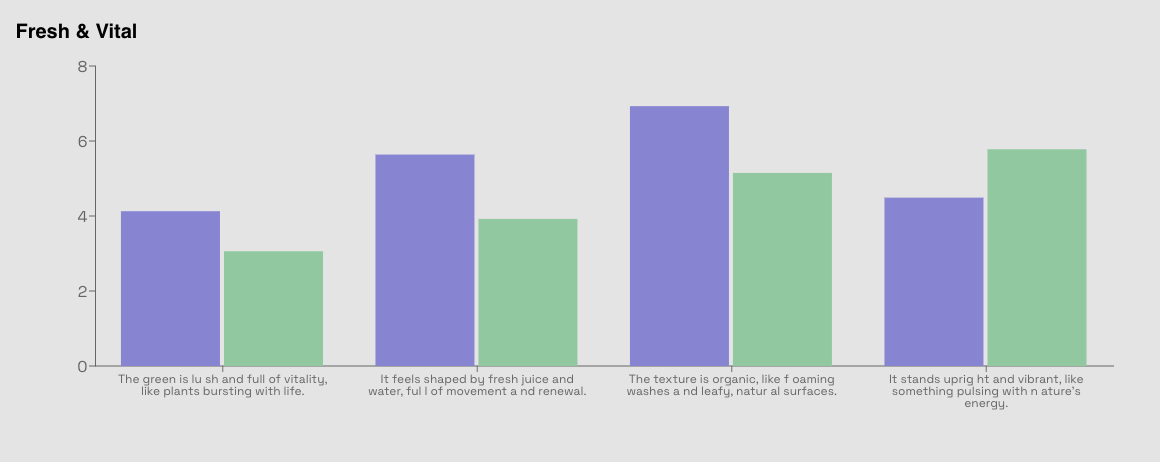 Fresh & Vital
8
6
4
2
0
The green is lu sh and full of vitality,
like plants bursting with life.
It feels shaped by fresh juice and
water, ful l of movement a nd renewal.
The texture is organic, like f oaming
washes a nd leafy, natur al surfaces.
It stands uprig ht and vibrant, like
something pulsing with n ature's
energy.